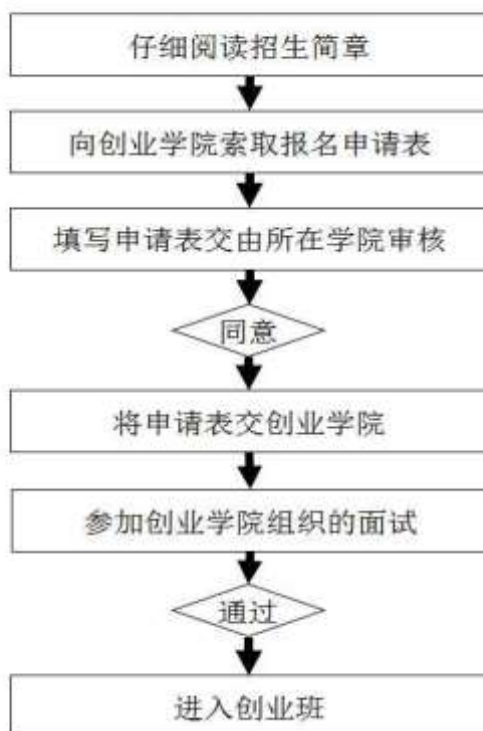 仔细阅读招生简章
向创业学院索取报名申请表
填写申请表交由所在学院审核
同意
将申请表交创业学院
参加创业学院组织的面试
通过
进入创业班